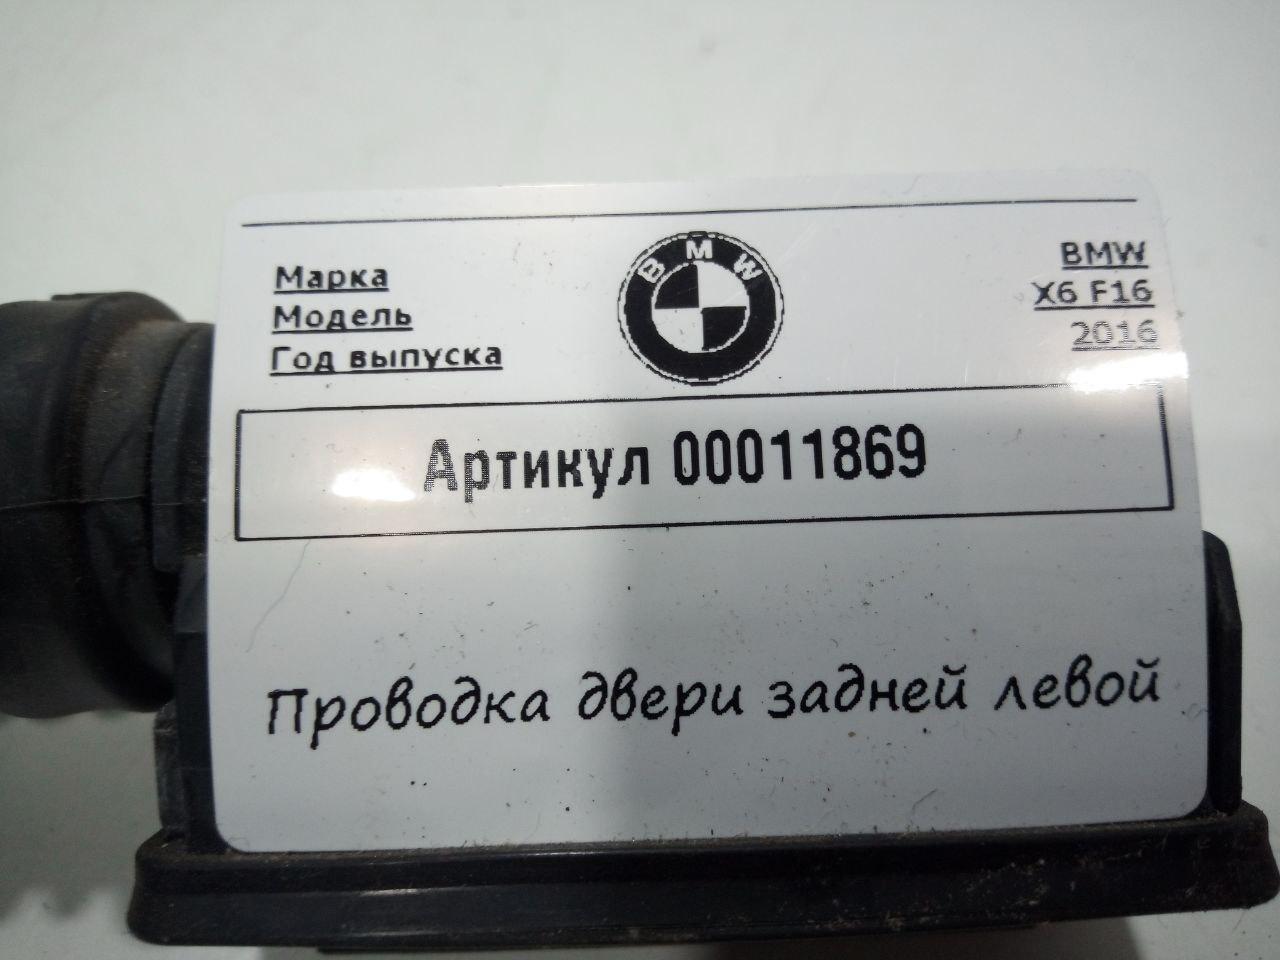 Марка BMW
Модель X6 F16
Год выпуска 2016
BMW
Артикул 00011869
Проводка двери задней левой